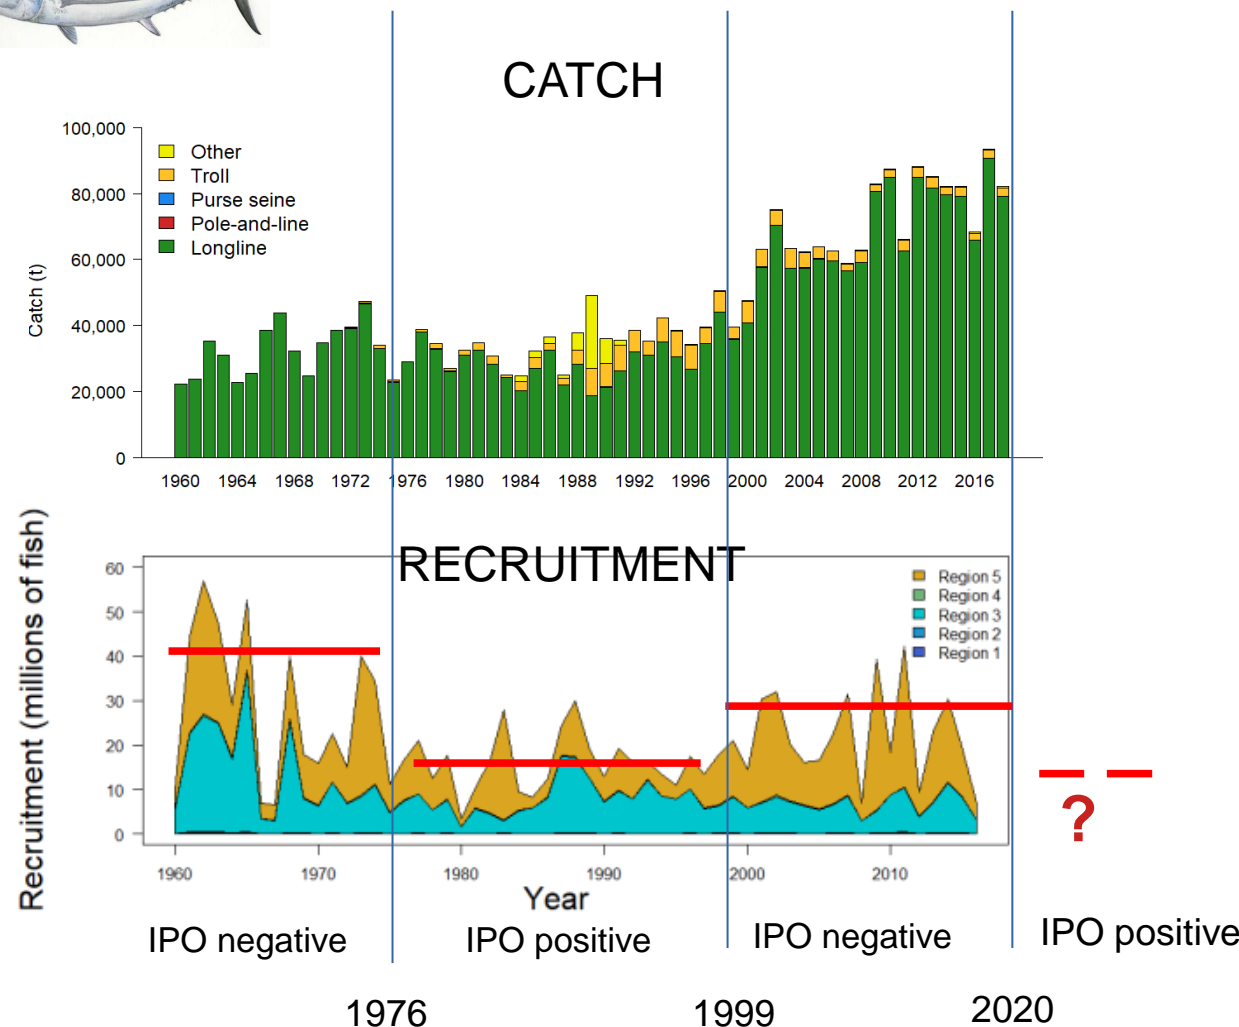 CATCH
100,000
80,000
60,000
40,000
20,000
0
Catch (t)
Other
Troll
Purse seine
Pole-and-line
Longline
1960 1964 1968 1972 1976 1980 1984 1988 1992 1996 2000 2004 2008 2012 2016
RECRUITMENT
Recruitment (millions of fish)
60
50
40
30
20
10
0
Region 5
Region 4
Region 3
Region 2
Region 1
?
1960 1970 1980 1990 2000 2010
Year
IPO negative IPO positive IPO negative IPO positive
1976 1999 2020